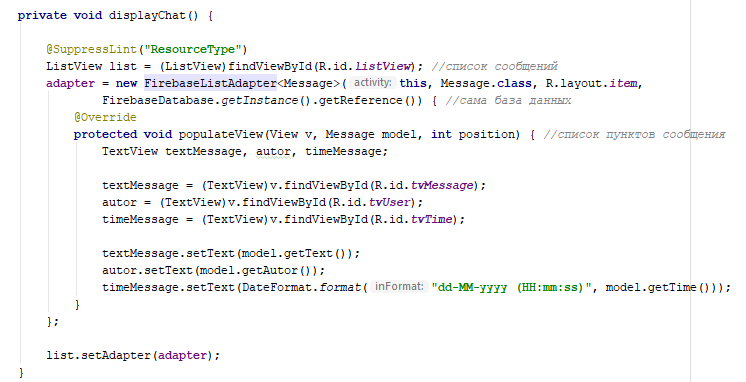 private void displayChat() {
@SuppressLint("ResourceType")
ListView list = (ListView)findViewById(R.id.listView); //список сообщений
adapter = new FirebaseListAdapter<Message>( activity: this, Message.class, R.layout.item,
FirebaseDatabase.getInstance().getReference()) { //сама база данных
@Override
protected void populateView(View v, Message model, int position) { //список пунктов сообщения
TextView textMessage, autor, timeMessage;
textMessage = (TextView)v.findViewById(R.id.tvMessage);
autor = (TextView)v.findViewById(R.id.tvUser);
timeMessage = (TextView)v.findViewById(R.id.tvTime);
textMessage.setText(model.getText());
autor.setText(model.getAutor());
timeMessage.setText(DateFormat.format( inFormat: "dd-MM-yyyy (HH:mm:ss)", model.getTime()));
}
};
list.setAdapter(adapter);
}